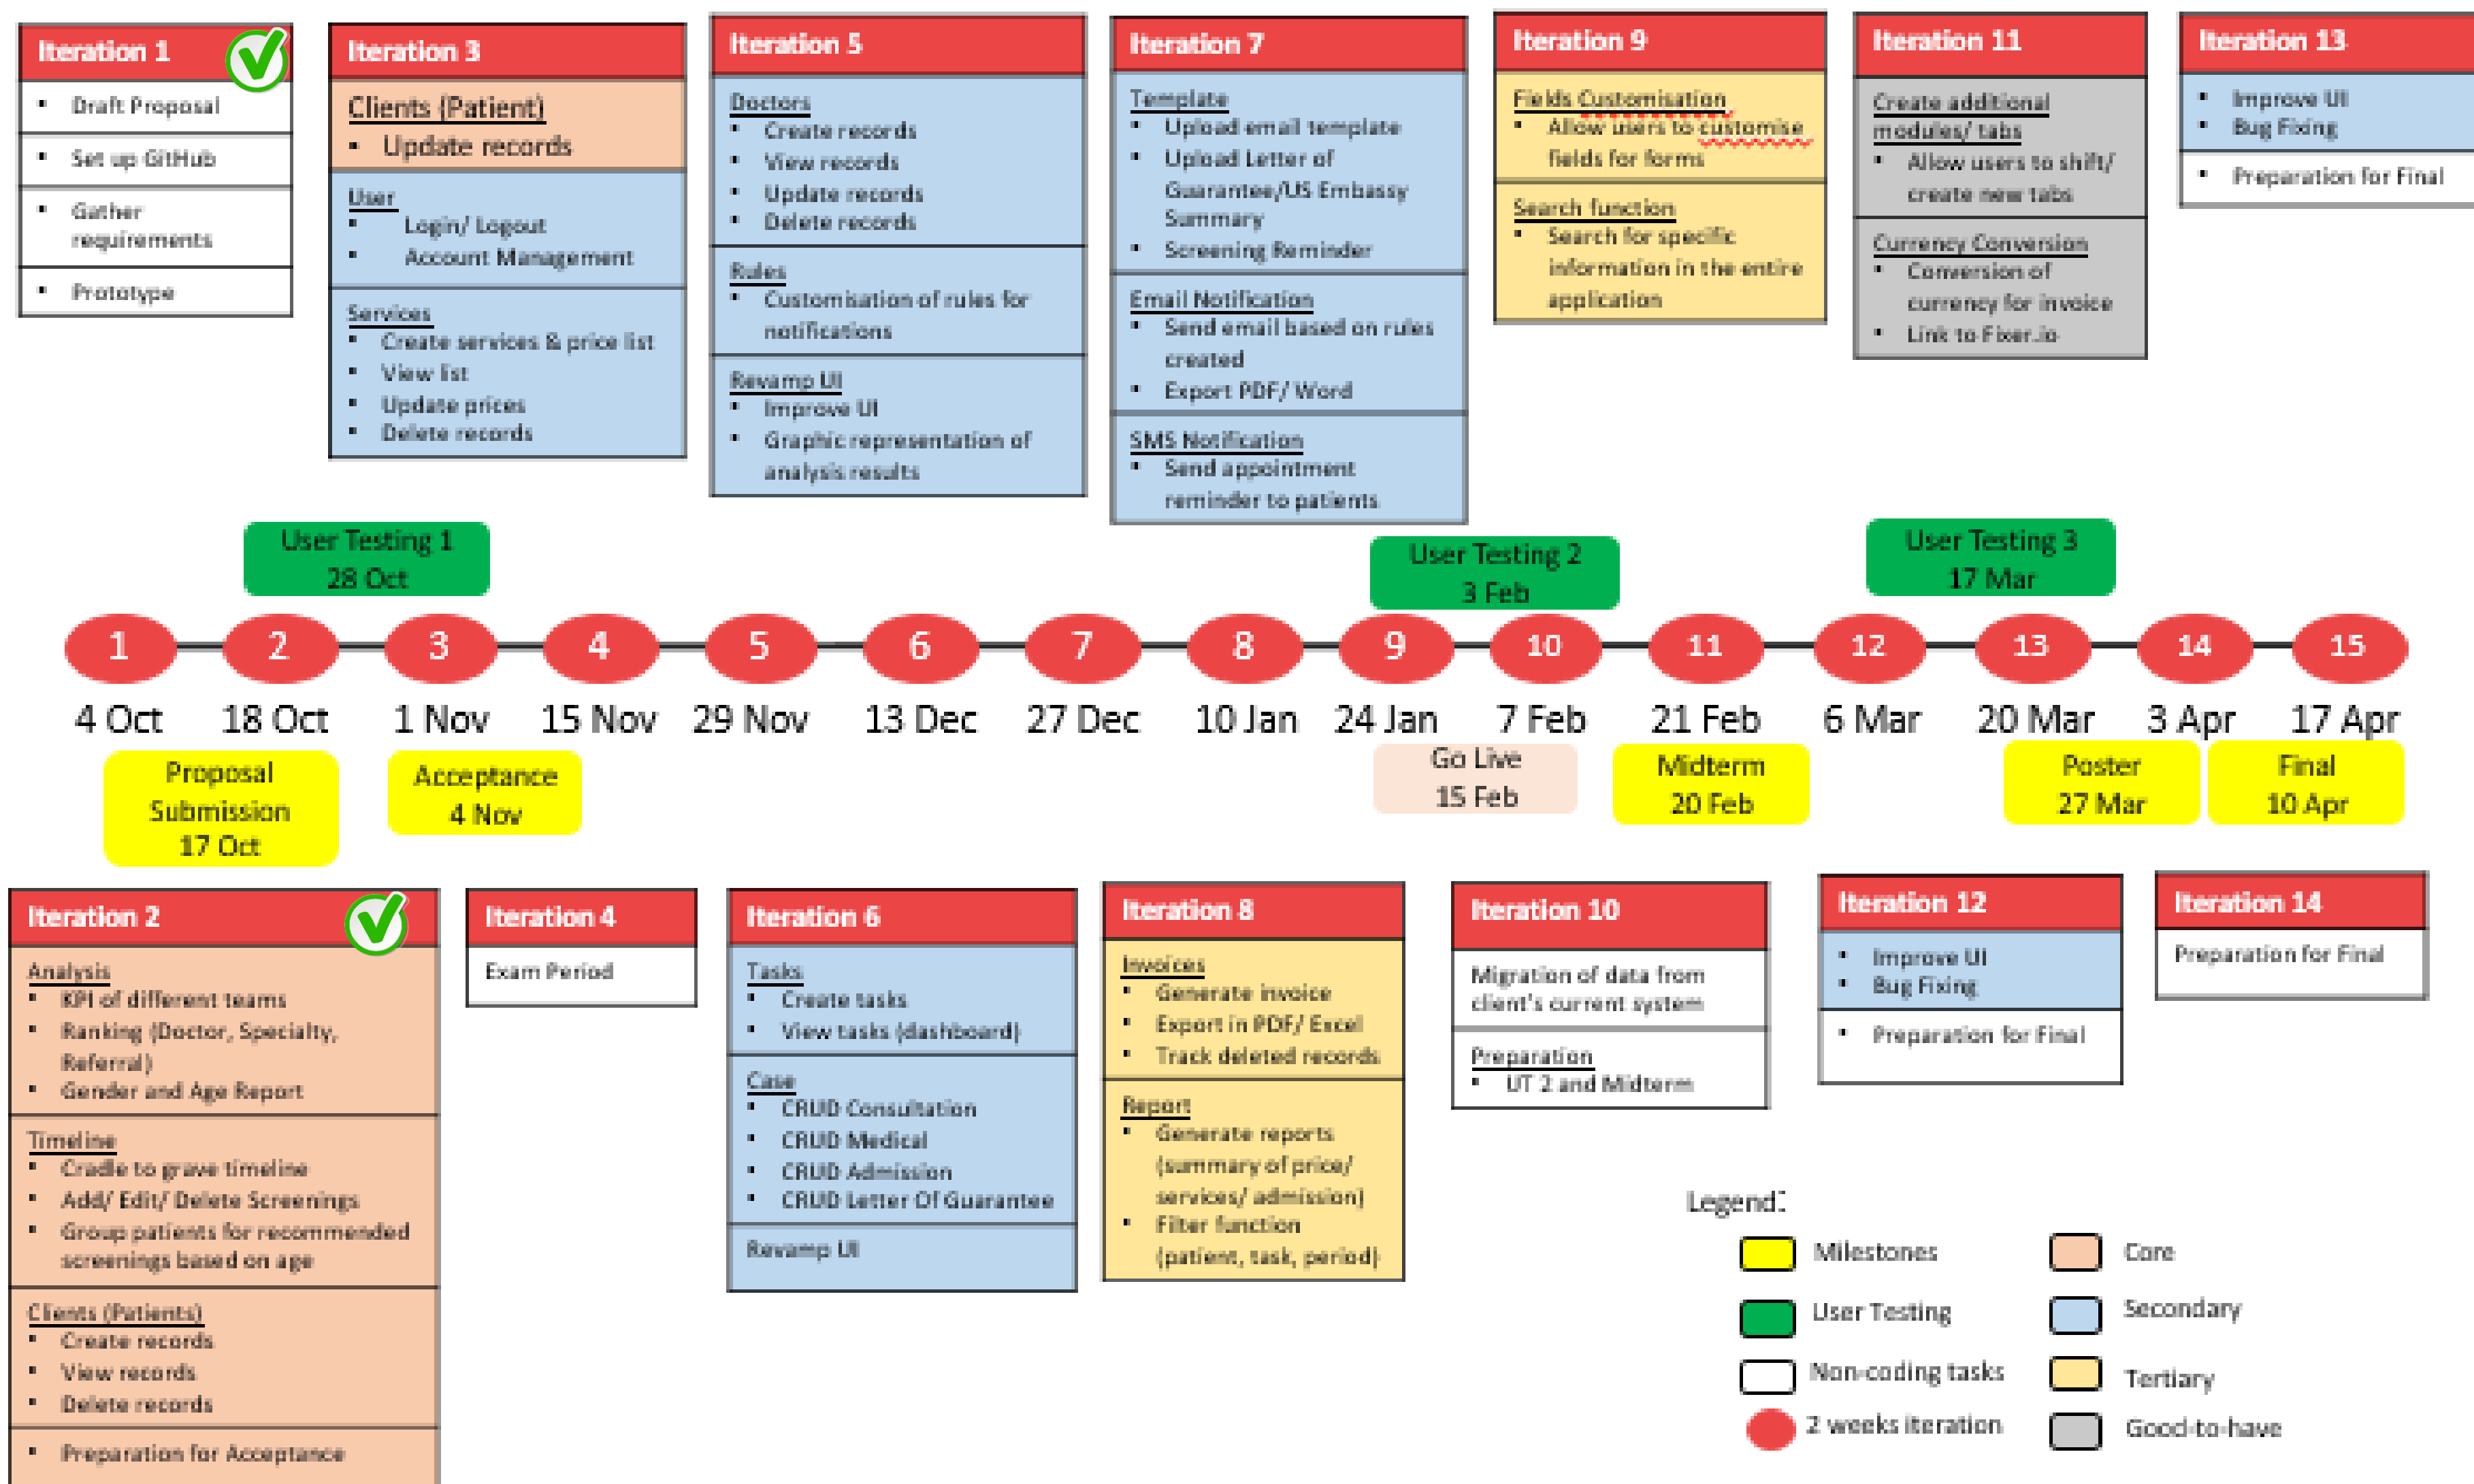 Iteration 1
▪ Draft Proposal
▪ Set up GitHub
▪ Gather
requirements
▪ Prototype
Iteration 3
Clients (Patient)
▪ Update records
User
▪ Login/ Logout
▪ Account Management
Services
▪ Create services & price list
▪ View list
▪ Update prices
▪ Delete records
Iteration 5
Doctors
▪ Create records
▪ View records
▪ Update records
▪ Delete records
Rules
▪ Customisation of rules for
notifications
Revamp UI
▪ Improve UI
▪ Graphic representation of
analysis results
Iteration 7
Template
▪ Upload email template
▪ Upload Letter of
Guarantee/US Embassy
Summary
▪ Screening Reminder
Email Notification
▪ Send email based on rules
created
▪ Export PDF/ Word
SMS Notification
▪ Send appointment
reminder to patients
Iteration 9
Fields Customisation
▪ Allow users to customise
fields for forms
Search function
▪ Search for specific
information in the entire
application
Iteration 11
Create additional
modules/ tabs
▪ Allow users to shift/
create new tabs
Currency Conversion
▪ Conversion of
currency for invoice
▪ Link to Fixer.io
Iteration 13
▪ Improve UI
▪ Bug Fixing
▪ Preparation for Final
User Testing 1
28 Oct
User Testing 2
3 Feb
User Testing 3
17 Mar
1 2 3 4 5 6 7 8 9 10 11 12 13 14 15
4 Oct 18 Oct 1 Nov 15 Nov 29 Nov 13 Dec 27 Dec 10 Jan 24 Jan 7 Feb 21 Feb 6 Mar 20 Mar 3 Apr 17 Apr
Proposal
Submission
17 Oct
Acceptance
4 Nov
Go Live
15 Feb
Midterm
20 Feb
Poster
27 Mar
Final
10 Apr
Iteration 2
Analysis
▪ KPI of different teams
▪ Ranking (Doctor, Specialty,
Referral)
▪ Gender and Age Report
Timeline
▪ Cradle to grave timeline
▪ Add/ Edit/ Delete Screenings
▪ Group patients for recommended
screenings based on age
Clients (Patients)
▪ Create records
▪ View records
▪ Delete records
▪ Preparation for Acceptance
Iteration 4
Exam Period
Iteration 6
Tasks
▪ Create tasks
▪ View tasks (dashboard)
Case
▪ CRUD Consultation
▪ CRUD Medical
▪ CRUD Admission
▪ CRUD Letter Of Guarantee
Revamp UI
Iteration 8
Invoices
▪ Generate invoice
▪ Export in PDF/ Excel
▪ Track deleted records
Report
▪ Generate reports
(summary of price/
services/ admission)
▪ Filter function
(patient, task, period)
Iteration 10
Migration of data from
client's current system
Preparation
▪ UT 2 and Midterm
Iteration 12
▪ Improve UI
▪ Bug Fixing
▪ Preparation for Final
Iteration 14
Preparation for Final
Legend:
Milestones
Core
User Testing
Secondary
Non-coding tasks
Tertiary
2 weeks iteration
Good-to-have